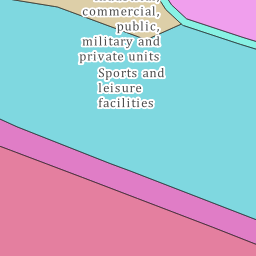 commercial,
public,
military and
private units
Sports and
leisure
facilities